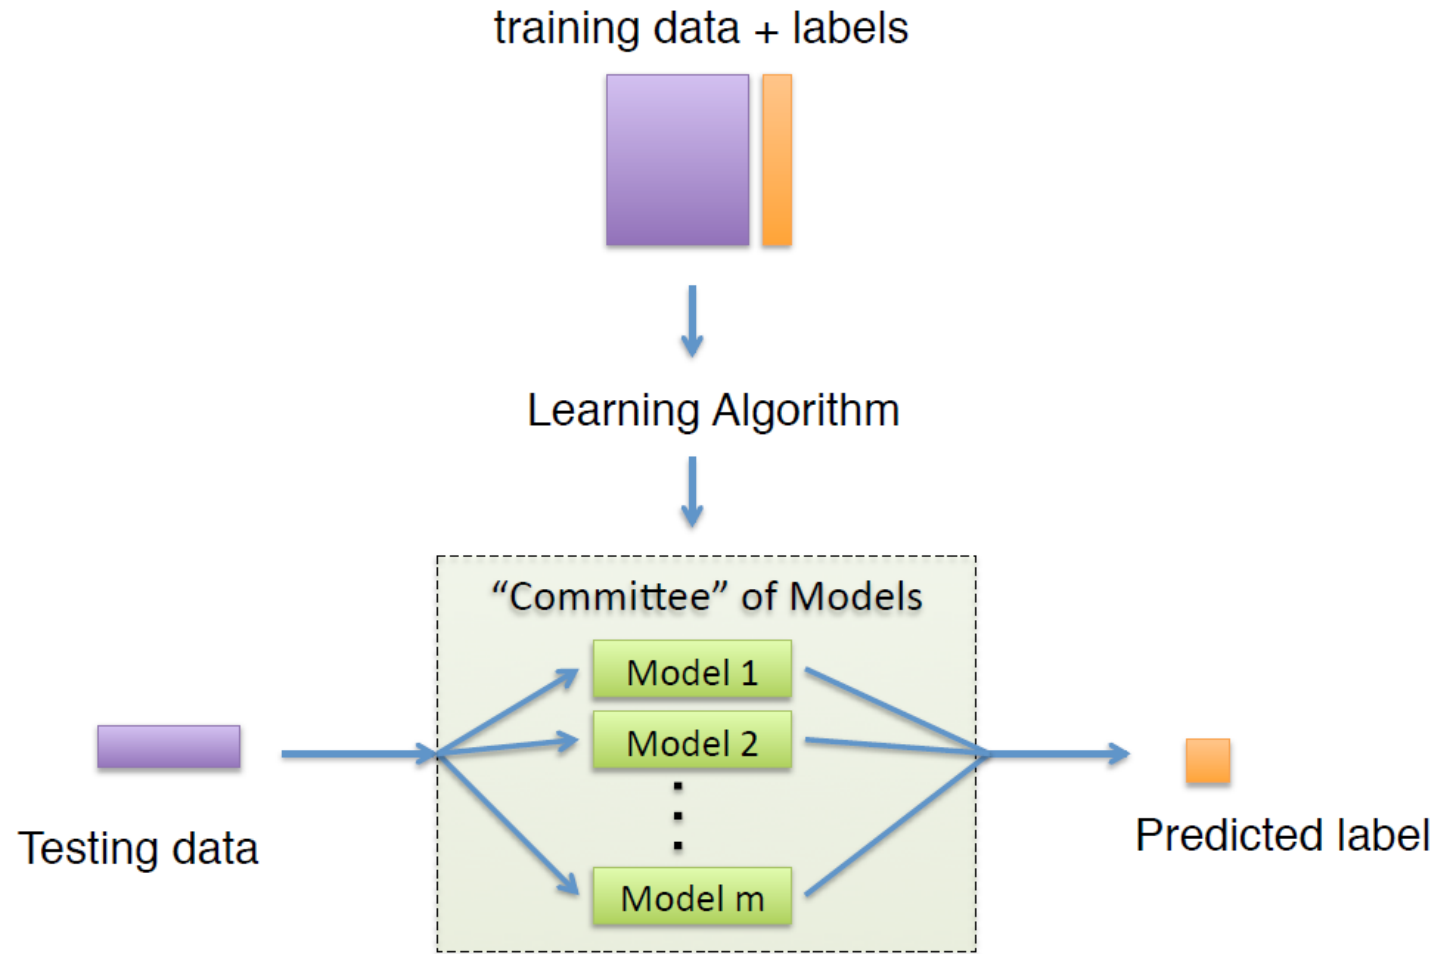 training data + labels
Learning Algorithm
“Committee” of Models
Model 1
Model 2
Model m
Testing data
Predicted label